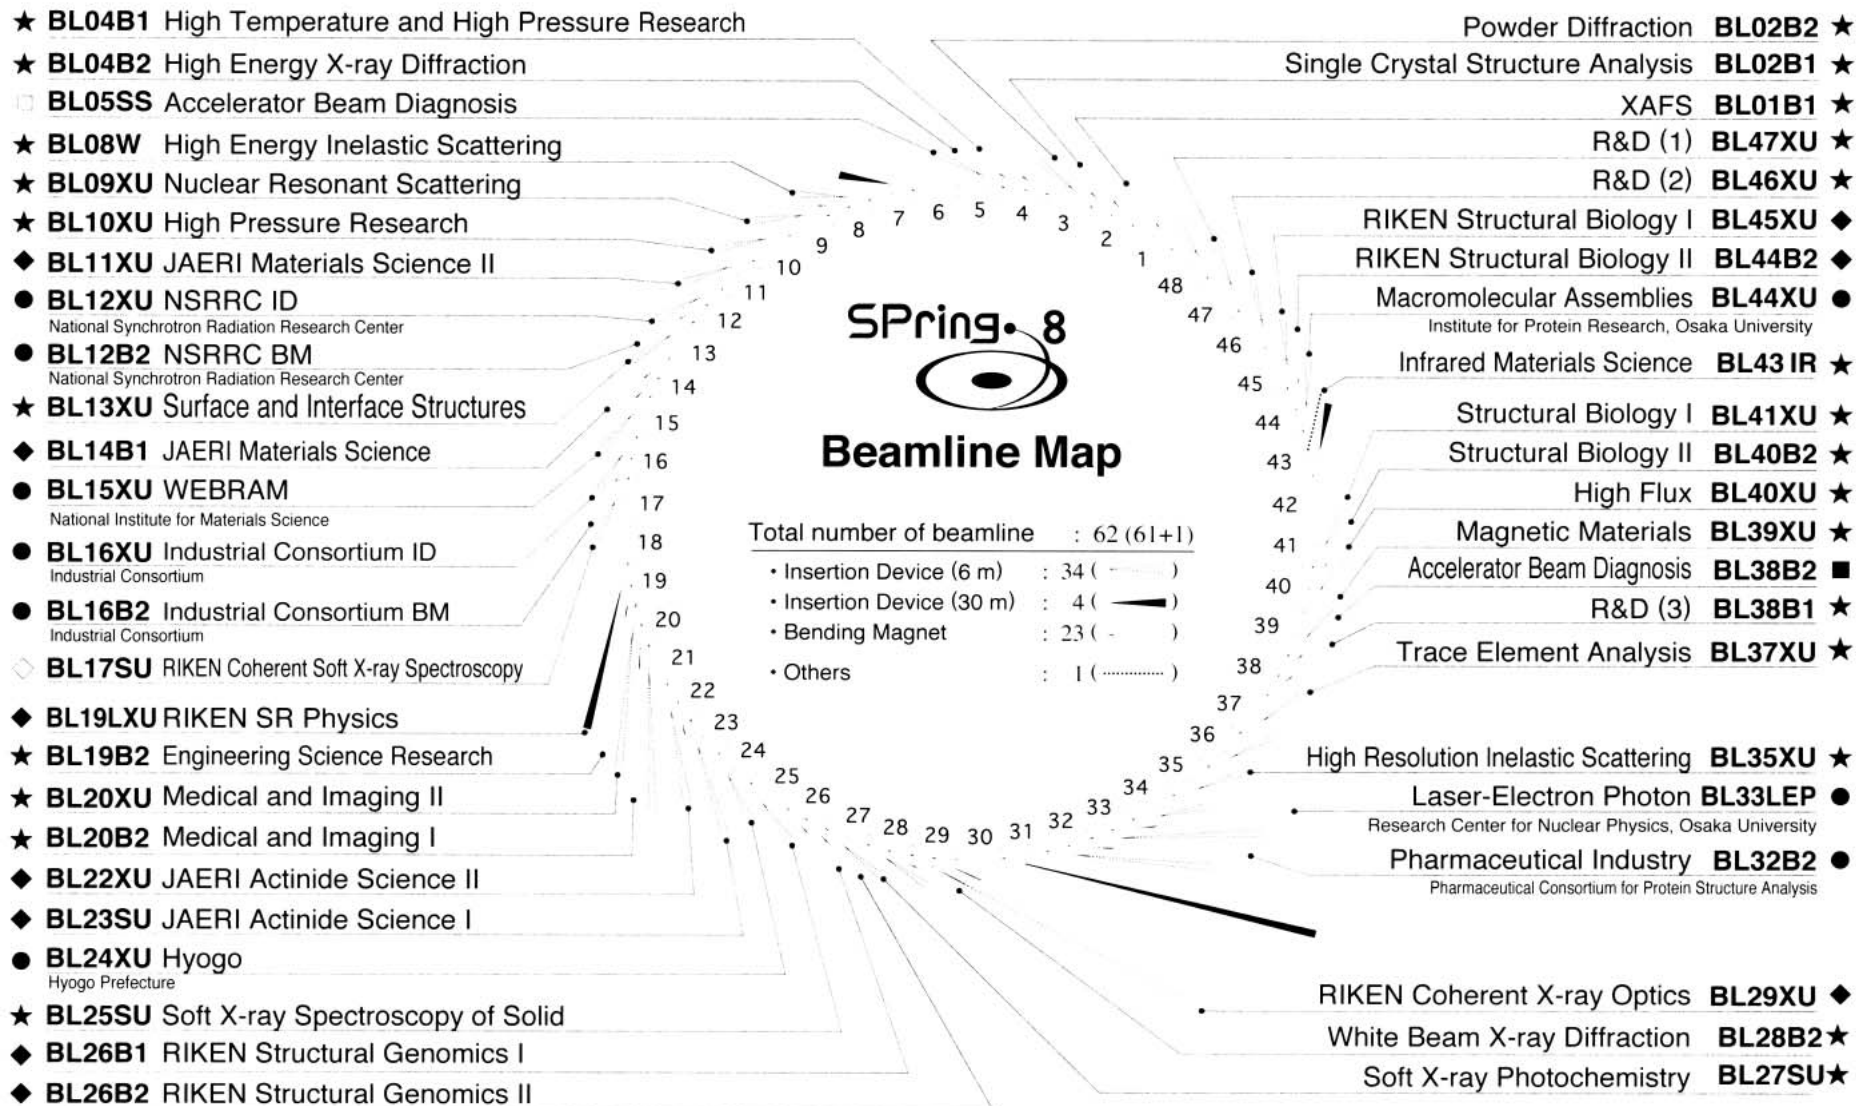 ★ BL04B1 High Temperature and High Pressure Research
★ BL04B2 High Energy X-ray Diffraction
□ BL05SS Accelerator Beam Diagnosis
★ BL08W High Energy Inelastic Scattering
★ BL09XU Nuclear Resonant Scattering
★ BL10XU High Pressure Research
◆ BL11XU JAERI Materials Science II
● BL12XU NSRRC ID
National Synchrotron Radiation Research Center
● BL12B2 NSRRC BM
National Synchrotron Radiation Research Center
★ BL13XU Surface and Interface Structures
◆ BL14B1 JAERI Materials Science
● BL15XU WEBRAM
National Institute for Materials Science
● BL16XU Industrial Consortium ID
Industrial Consortium
● BL16B2 Industrial Consortium BM
Industrial Consortium
◇ BL17SU RIKEN Coherent Soft X-ray Spectroscopy
◆ BL19LXU RIKEN SR Physics
★ BL19B2 Engineering Science Research
★ BL20XU Medical and Imaging II
★ BL20B2 Medical and Imaging I
◆ BL22XU JAERI Actinide Science II
◆ BL23SU JAERI Actinide Science I
● BL24XU Hyogo
Hyogo Prefecture
★ BL25SU Soft X-ray Spectroscopy of Solid
◆ BL26B1 RIKEN Structural Genomics I
◆ BL26B2 RIKEN Structural Genomics II
Powder Diffraction BL02B2 ★
Single Crystal Structure Analysis BL02B1 ★
XAFS BL01B1 ★
R&D (1) BL47XU ★
R&D (2) BL46XU ★
RIKEN Structural Biology I BL45XU ◆
RIKEN Structural Biology II BL44B2 ◆
Macromolecular Assemblies BL44XU ●
Institute for Protein Research, Osaka University
Infrared Materials Science BL43 IR ★
Structural Biology I BL41XU ★
Structural Biology II BL40B2 ★
High Flux BL40XU ★
Magnetic Materials BL39XU ★
Accelerator Beam Diagnosis BL38B2 ■
R&D (3) BL38B1 ★
Trace Element Analysis BL37XU ★
High Resolution Inelastic Scattering BL35XU ★
Laser-Electron Photon BL33LEP ●
Research Center for Nuclear Physics, Osaka University
Pharmaceutical Industry BL32B2 ●
Pharmaceutical Consortium for Protein Structure Analysis
RIKEN Coherent X-ray Optics BL29XU ◆
White Beam X-ray Diffraction BL28B2 ★
Soft X-ray Photochemistry BL27SU ★
SPring-8
Beamline Map
Total number of beamline : 62 (61+1)
・Insertion Device (6 m) : 34 ( )
・Insertion Device (30 m) : 4 ( )
・Bending Magnet : 23 ( )
・Others : 1 ( )
1
2
3
4
5
6
7
8
9
10
11
12
13
14
15
16
17
18
19
20
21
22
23
24
25
26
27
28
29
30
31
32
33
34
35
36
37
38
39
40
41
42
43
44
45
46
47
48